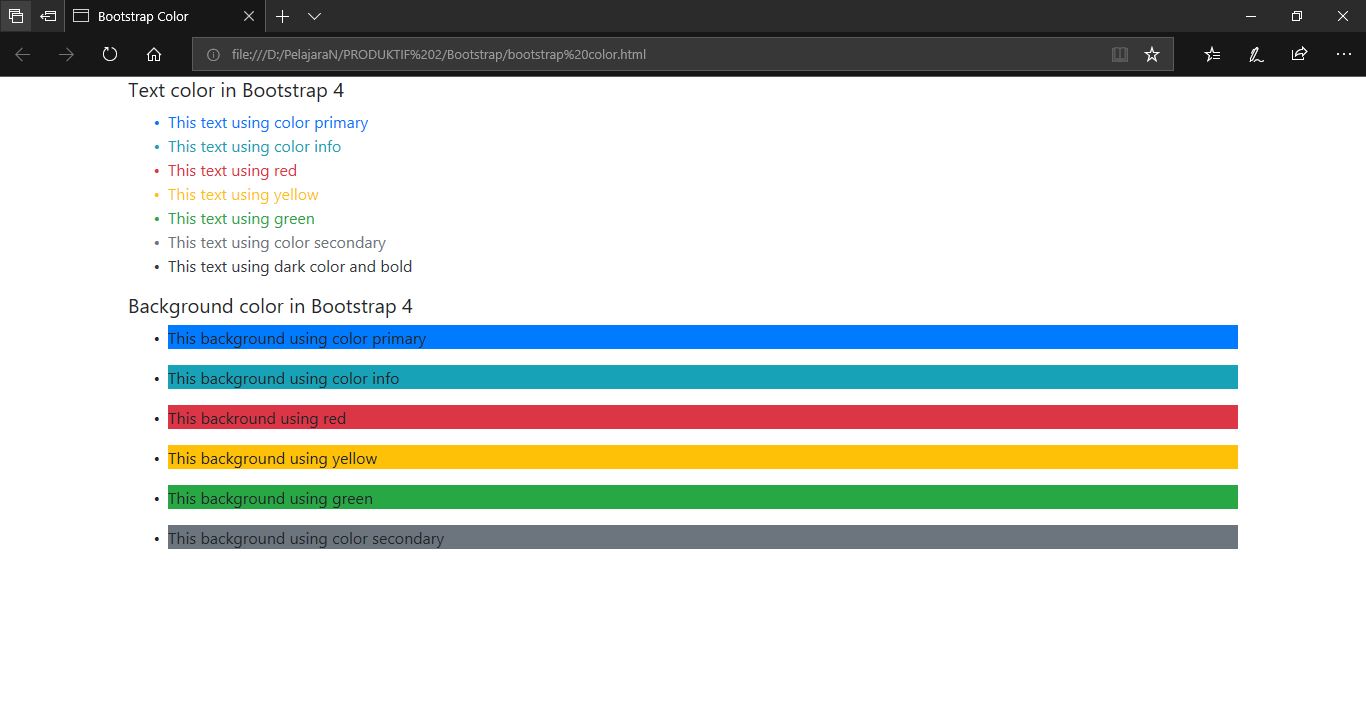 Bootstrap Color
file:///D:/PelajaraN/PRODUKTIF%202/Bootstrap/bootstrap%20color.html
Text color in Bootstrap 4
• This text using color primary
• This text using color info
• This text using red
• This text using yellow
• This text using green
• This text using color secondary
• This text using dark color and bold
Background color in Bootstrap 4
• This background using color primary
• This background using color info
• This backround using red
• This background using yellow
• This background using green
• This background using color secondary